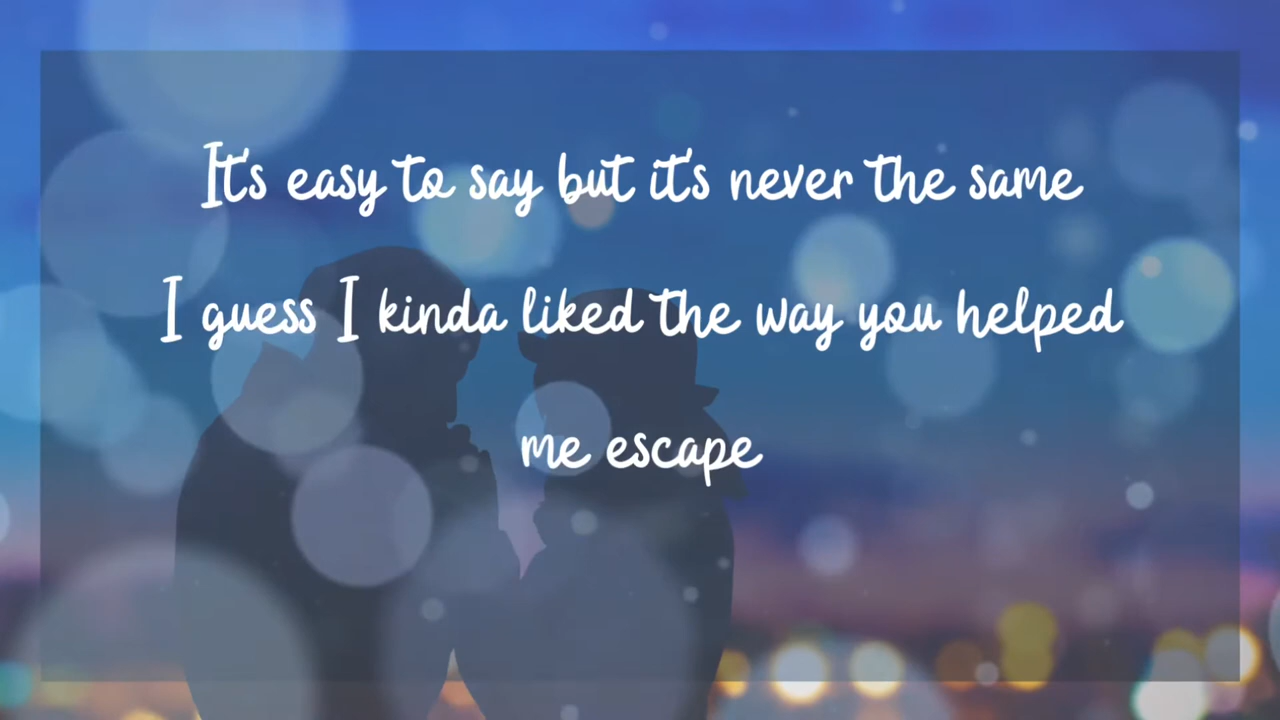 It's easy to say but it's never the same
I guess I kinda liked the way you helped
me escape